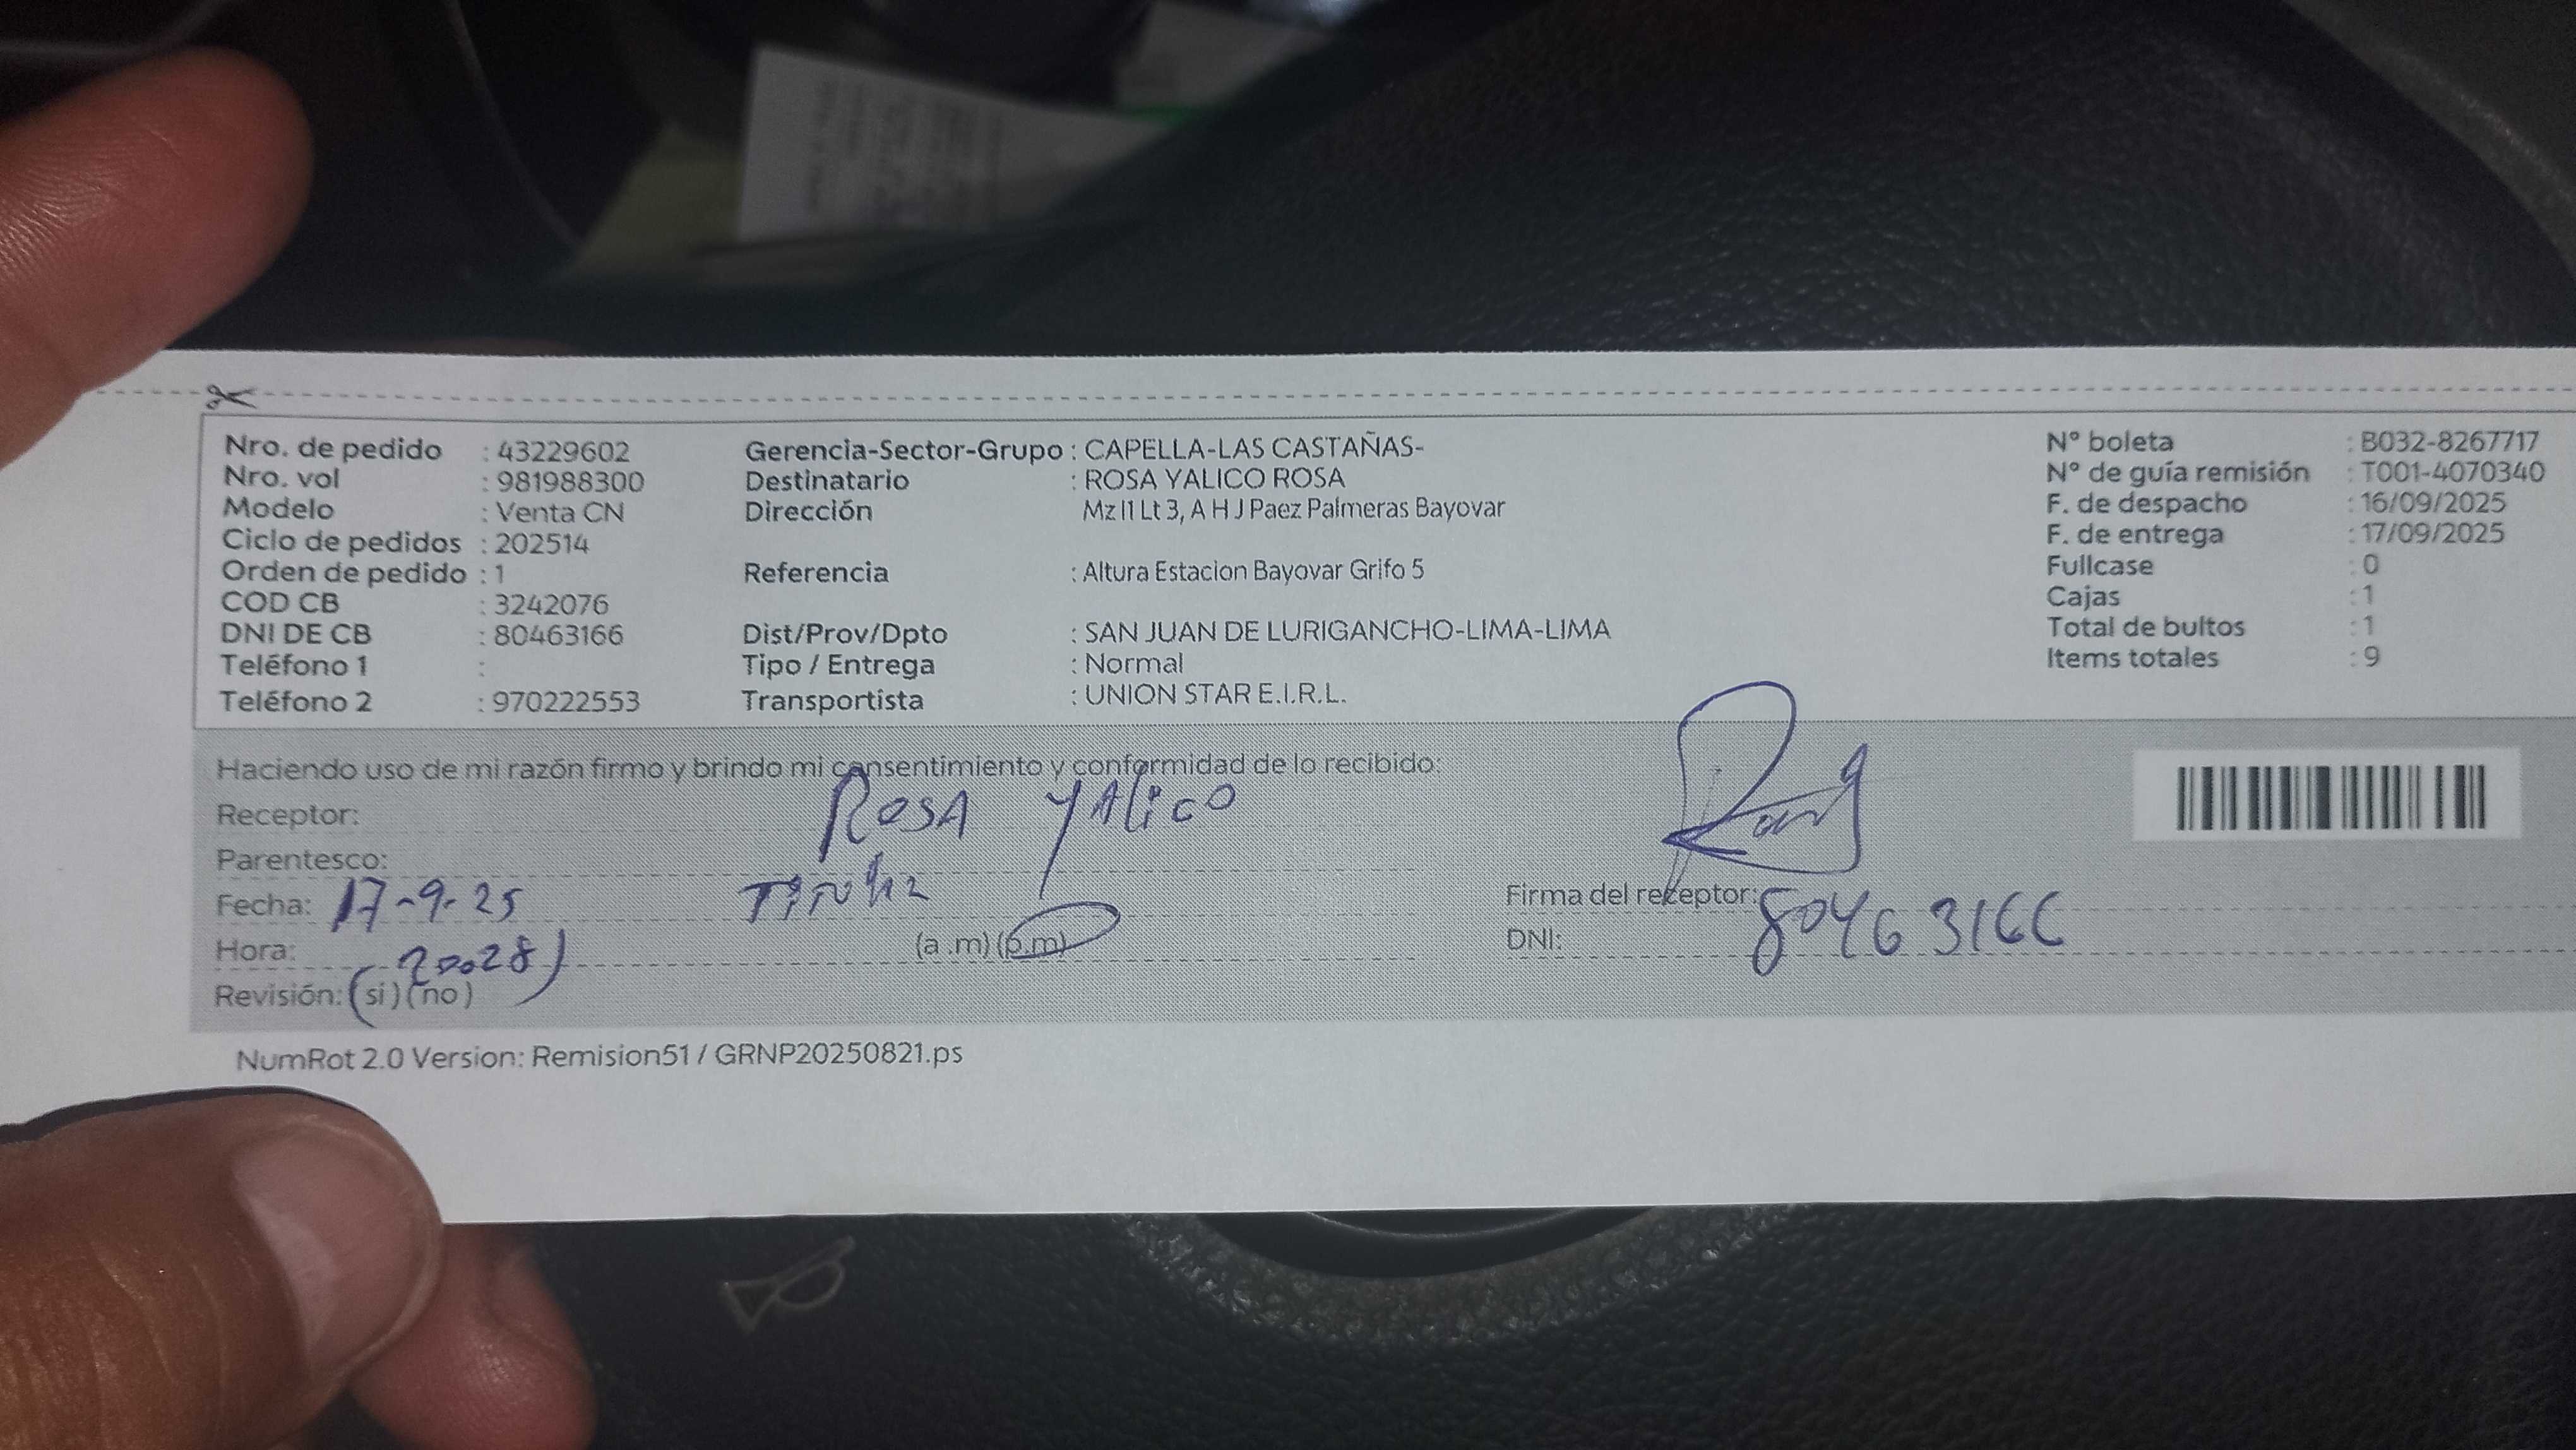 Nro. de pedido : 43229602
Nro. vol : 981988300
Modelo : Venta CN
Ciclo de pedidos : 202514
Orden de pedido : 1
COD CB : 3242076
DNI DE CB : 80463166
Teléfono 1 :
Teléfono 2 : 970222553
Gerencia-Sector-Grupo : CAPELLA-LAS CASTAÑAS-
Destinatario : ROSA YALICO ROSA
Dirección Mz I1 Lt 3, A H J Paez Palmeras Bayovar
Referencia : Altura Estacion Bayovar Grifo 5
Dist/Prov/Dpto : SAN JUAN DE LURIGANCHO-LIMA-LIMA
Tipo / Entrega : Normal
Transportista : UNION STAR E.I.R.L.
N° boleta : B032-8267717
N° de guía remisión : T001-4070340
F. de despacho : 16/09/2025
F. de entrega : 17/09/2025
Fullcase : 0
Cajas : 1
Total de bultos : 1
Items totales : 9
Haciendo uso de mi razón firmo y brindo mi consentimiento y conformidad de lo recibido:
Receptor: ROSA YALICO
Parentesco:
Fecha: 17-9-25
Hora: (a .m) (p.m)
Revisión: (si) (no)
Firma del receptor:
DNI: 80463166
NumRot 2.0 Version: Remision51 / GRNP20250821.ps